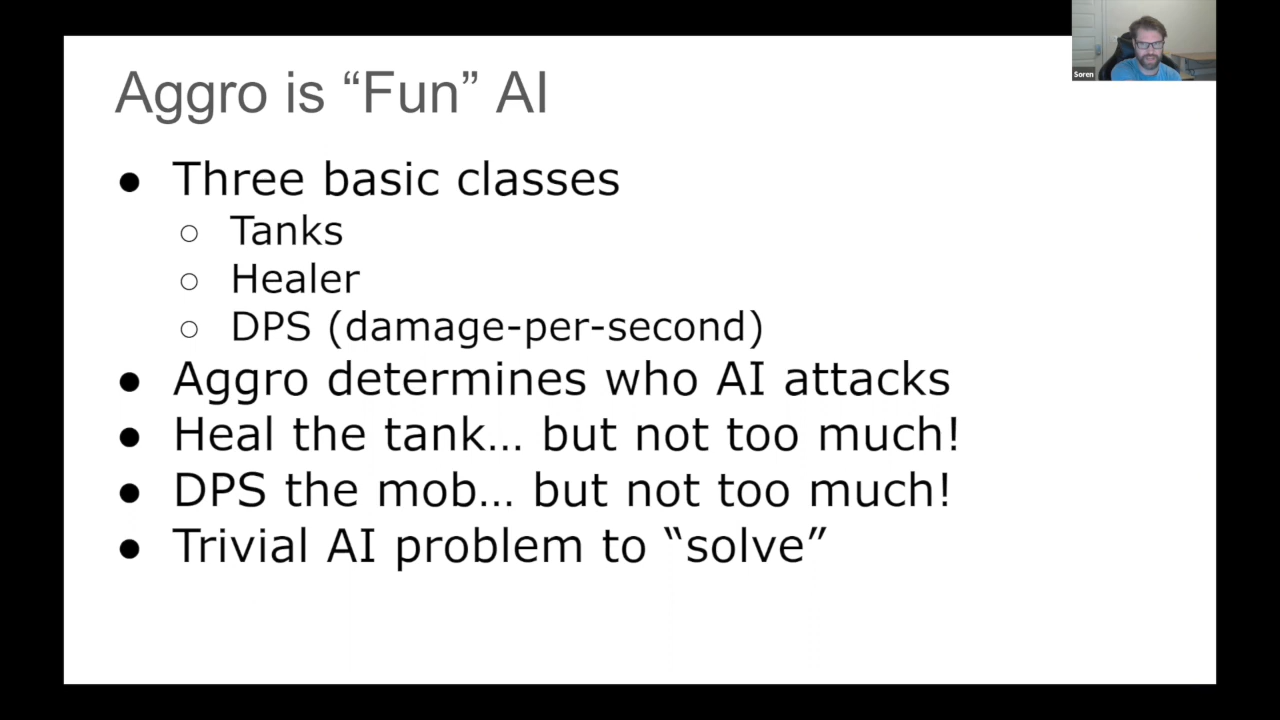 Aggro is “Fun” AI
Soren
● Three basic classes
○ Tanks
○ Healer
○ DPS (damage-per-second)
● Aggro determines who AI attacks
● Heal the tank… but not too much!
● DPS the mob… but not too much!
● Trivial AI problem to “solve”